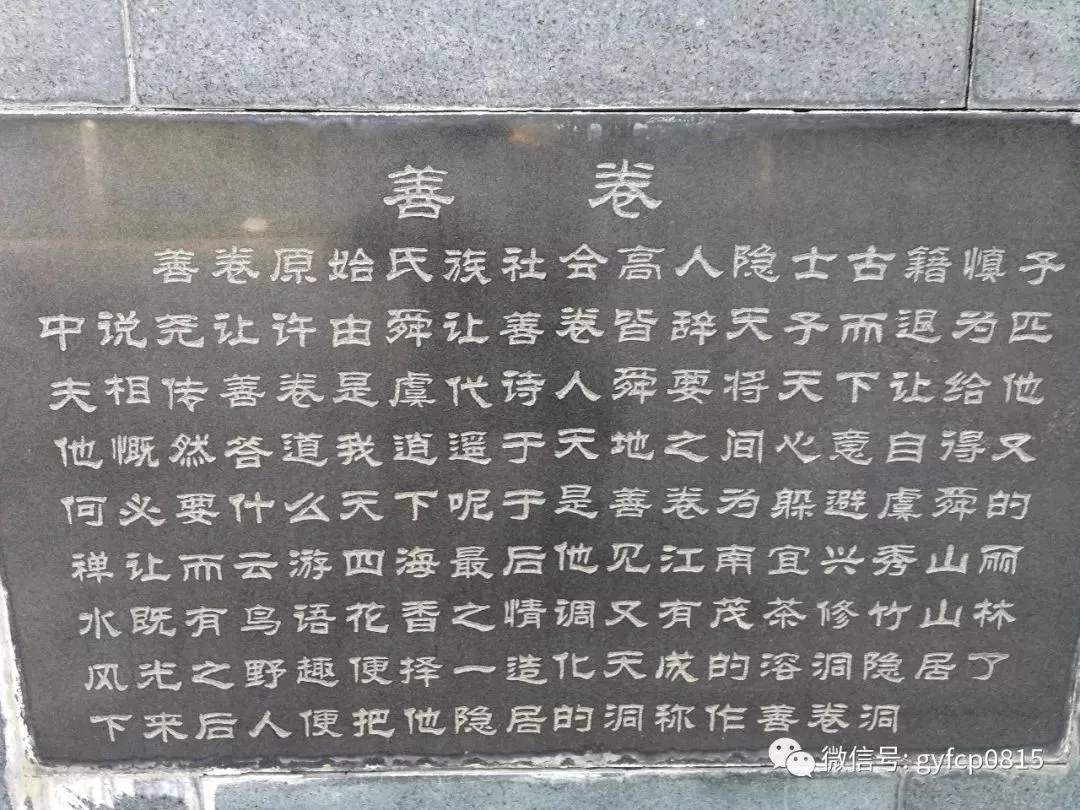 善卷
善卷原始氏族社会高人隐士古籍慎子
中说尧让许由舜让善卷皆辞天子而退为匹
夫相传善卷是虞代诗人舜要将天下让给他
他慨然答道我逍遥于天地之间心意自得又
何必要什么天下呢于是善卷为躲避虞舜的
禅让而云游四海最后他见江南宜兴秀山丽
水既有鸟语花香之情调又有茂茶修竹山林
风光之野趣便择一造化天成的溶洞隐居了
下来后人便把他隐居的洞称作善卷洞
微信号: gyfcp0815